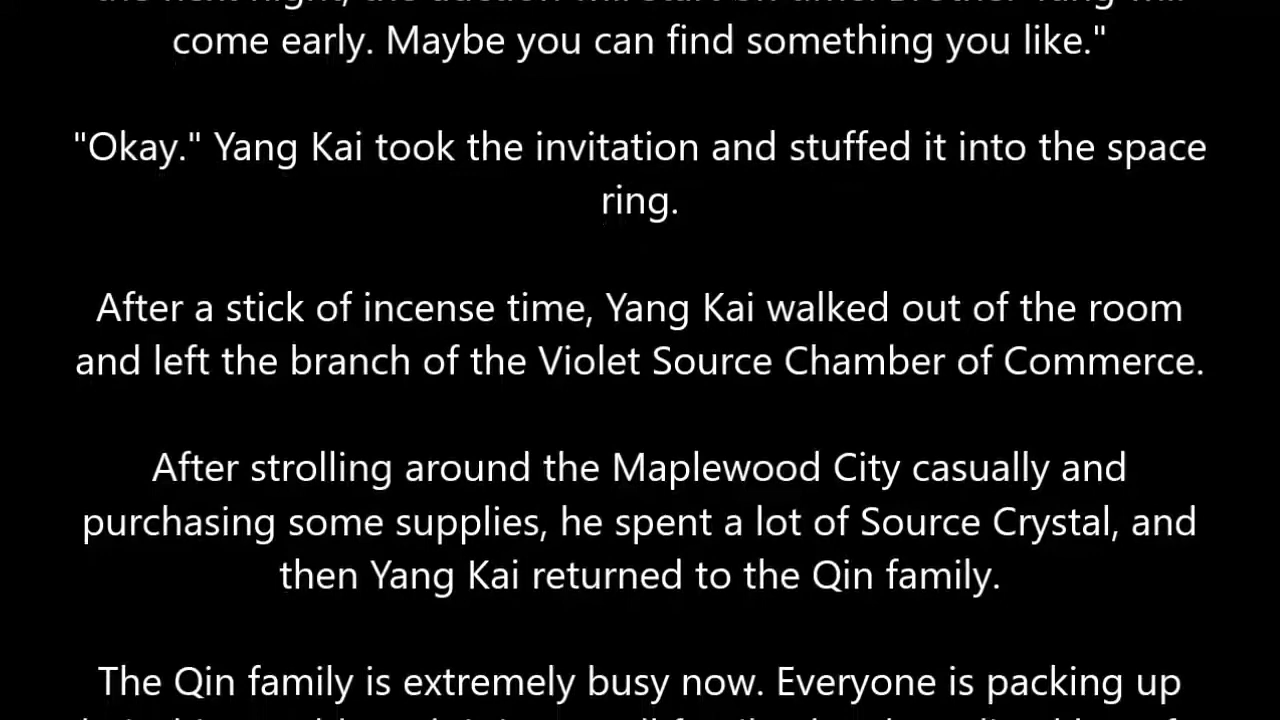 come early. Maybe you can find something you like."
"Okay." Yang Kai took the invitation and stuffed it into the space
ring.
After a stick of incense time, Yang Kai walked out of the room
and left the branch of the Violet Source Chamber of Commerce.
After strolling around the Maplewood City casually and
purchasing some supplies, he spent a lot of Source Crystal, and
then Yang Kai returned to the Qin family.
The Qin family is extremely busy now. Everyone is packing up